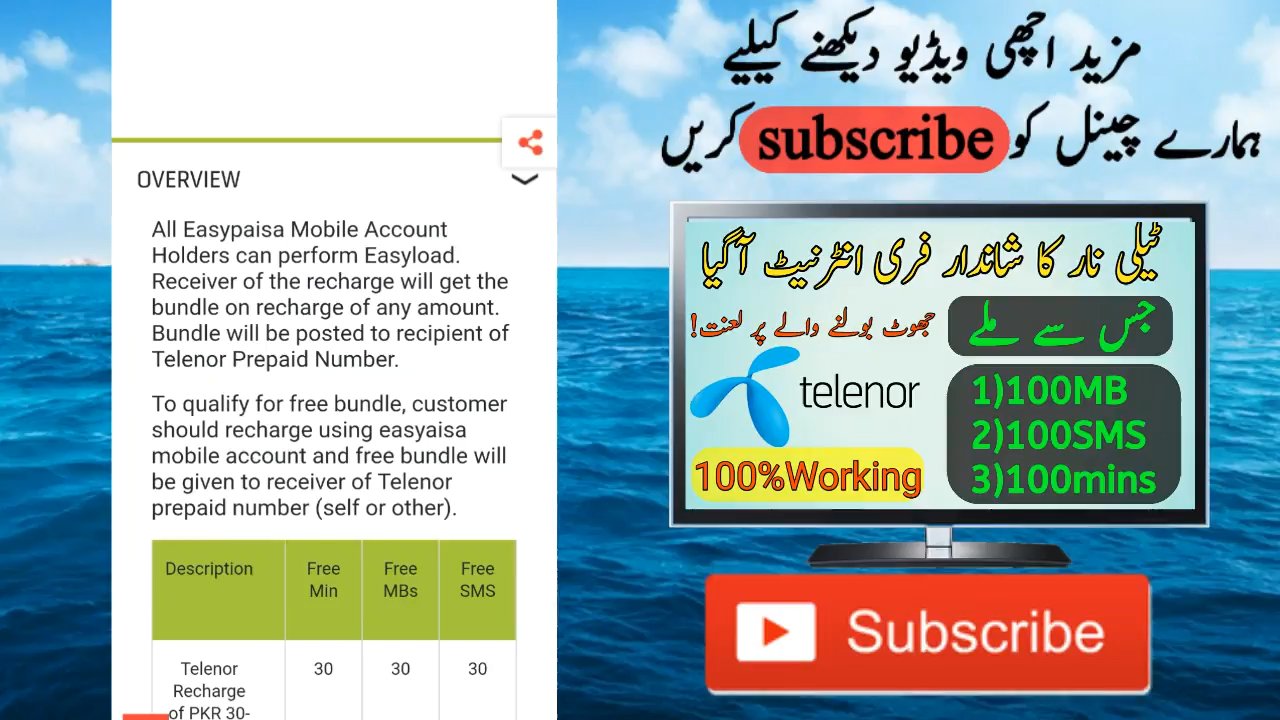 OVERVIEW
All Easypaisa Mobile Account
Holders can perform Easyload.
Receiver of the recharge will get the
bundle on recharge of any amount.
Bundle will be posted to recipient of
Telenor Prepaid Number.
To qualify for free bundle, customer
should recharge using easyaisa
mobile account and free bundle will
be given to receiver of Telenor
prepaid number (self or other).
Description Free Min Free MBs Free SMS
Telenor 30 30 30
Recharge
of PKR 30-
مزید اچھی ویڈیو دیکھنے کیلیے
ہمارے چینل کو subscribe کریں
ٹیلی نار کا شاندار فری انٹرنیٹ آگیا
جھوٹ بولنے والے پر لعنت!
جس سے ملے
telenor
1)100MB
2)100SMS
3)100mins
100%Working
Subscribe